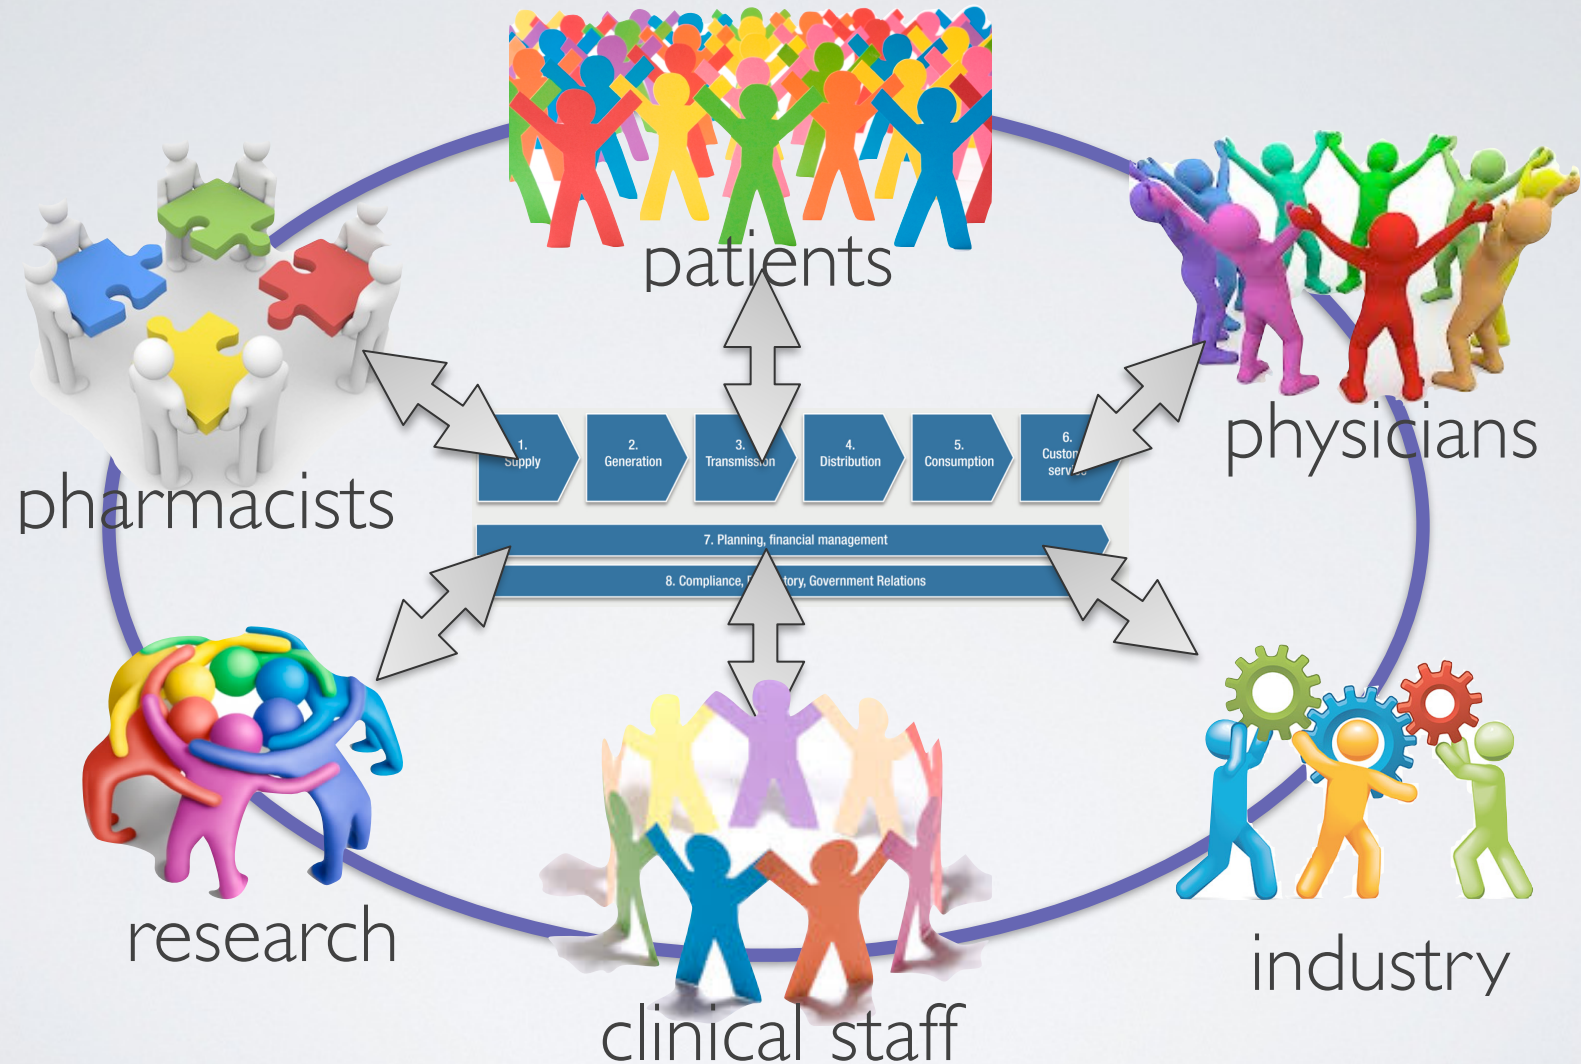 patients
physicians
pharmacists
1.
Supply
2.
Generation
3.
Transmission
4.
Distribution
5.
Consumption
6.
7. Planning, financial management
8. Compliance, Government Relations
research
industry
clinical staff